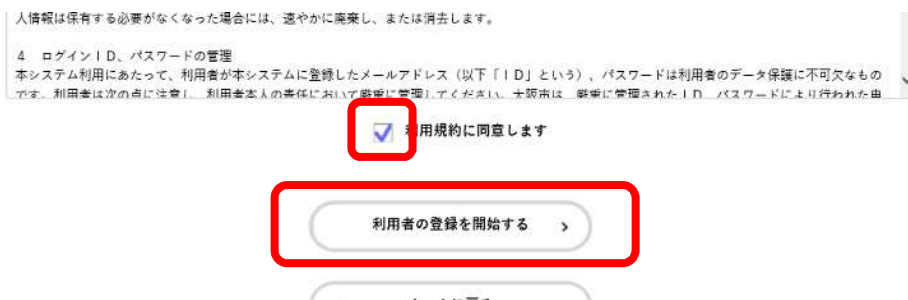 人情報は保有する必要がなくなった場合には、速やかに廃棄し、または消去します。
4 ログインID、パスワードの管理
本システム利用にあたって、利用者が本システムに登録したメールアドレス(以下「ID」という)、パスワードは利用者のデータ保護に不可欠なもの
です。利用者は次の点に注意し、利用者本人の責任において厳重に管理してください。大阪市は、厳重に管理されたID、パスワードにより行われた申
利用規約に同意します
利用者の登録を開始する